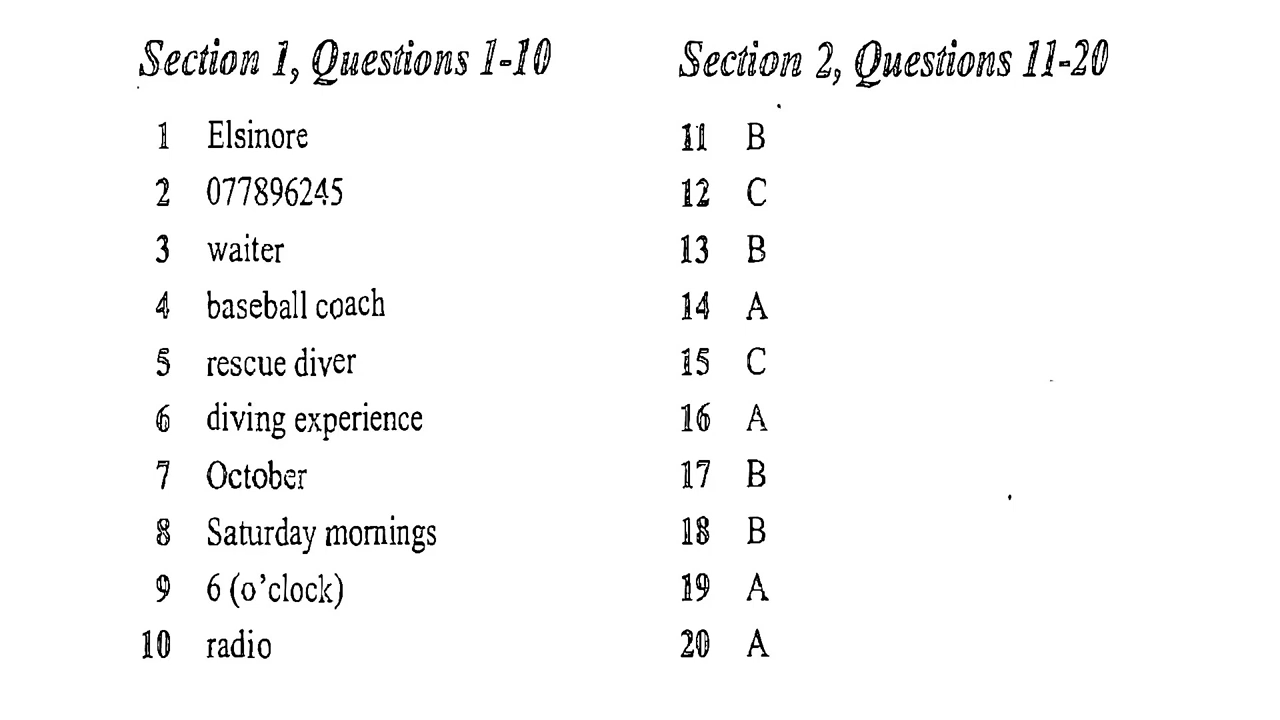 Section 1, Questions 1-10
1 Elsinore
2 077896245
3 waiter
4 baseball coach
5 rescue diver
6 diving experience
7 October
8 Saturday mornings
9 6 (o'clock)
10 radio
Section 2, Questions 11-20
11 B
12 C
13 B
14 A
15 C
16 A
17 B
18 B
19 A
20 A